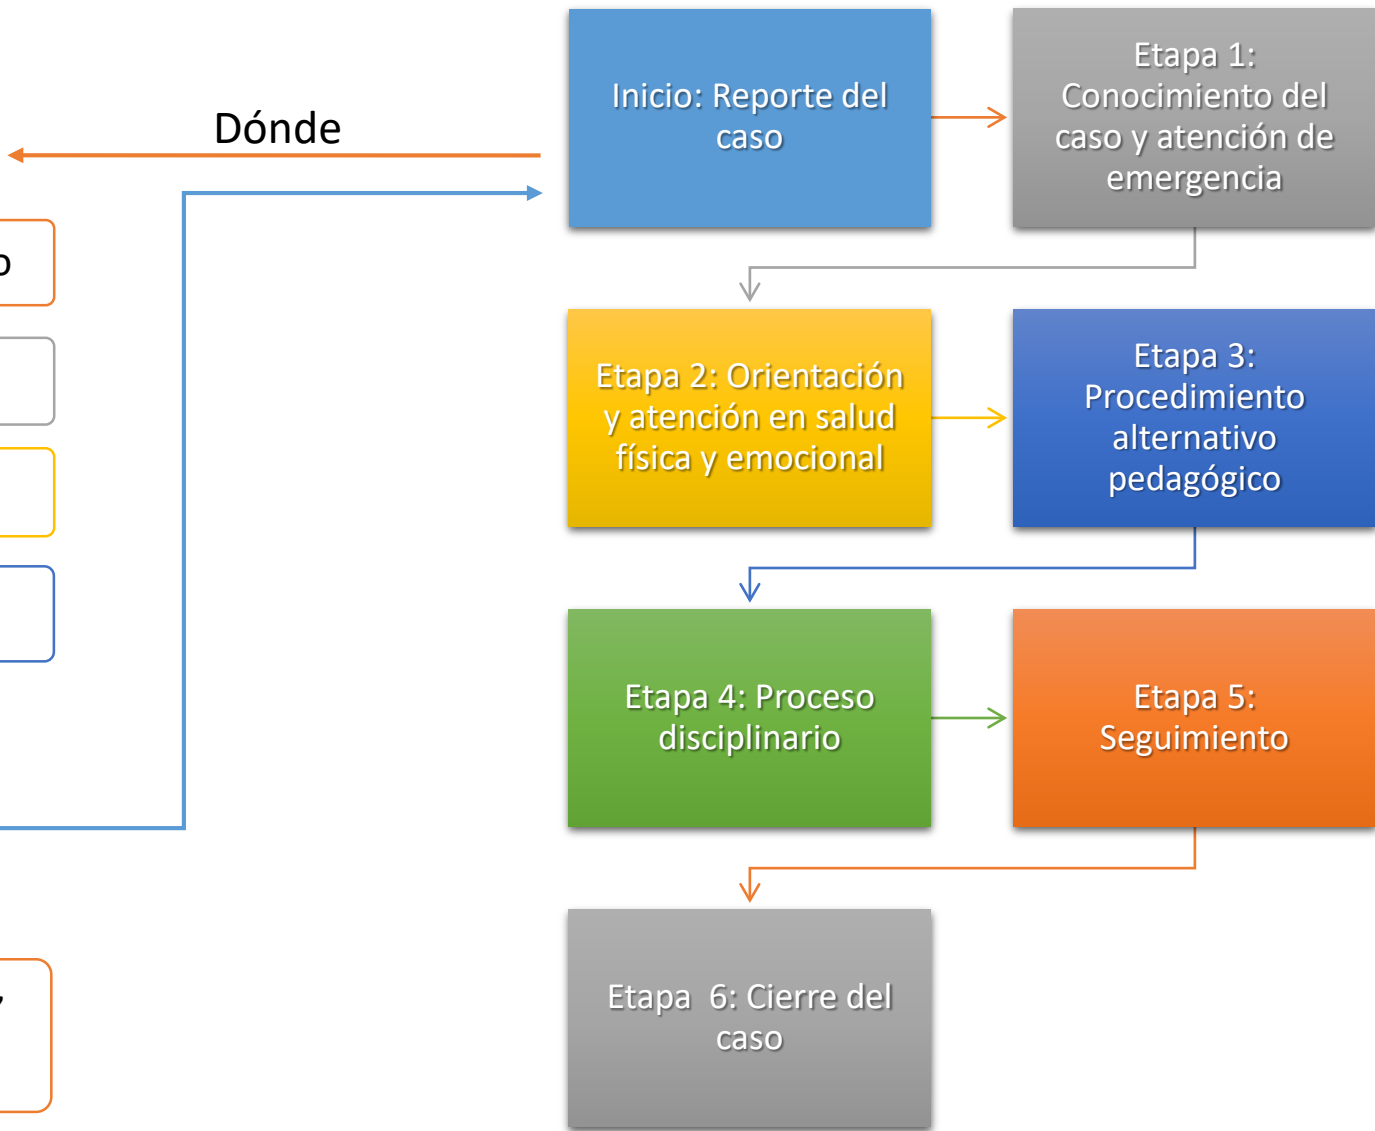 Dónde
o
,
Inicio: Reporte del
caso
Etapa 1:
Conocimiento del
caso y atención de
emergencia
Etapa 2: Orientación
y atención en salud
física y emocional
Etapa 3:
Procedimiento
alternativo
pedagógico
Etapa 4: Proceso
disciplinario
Etapa 5:
Seguimiento
Etapa  6: Cierre del
caso